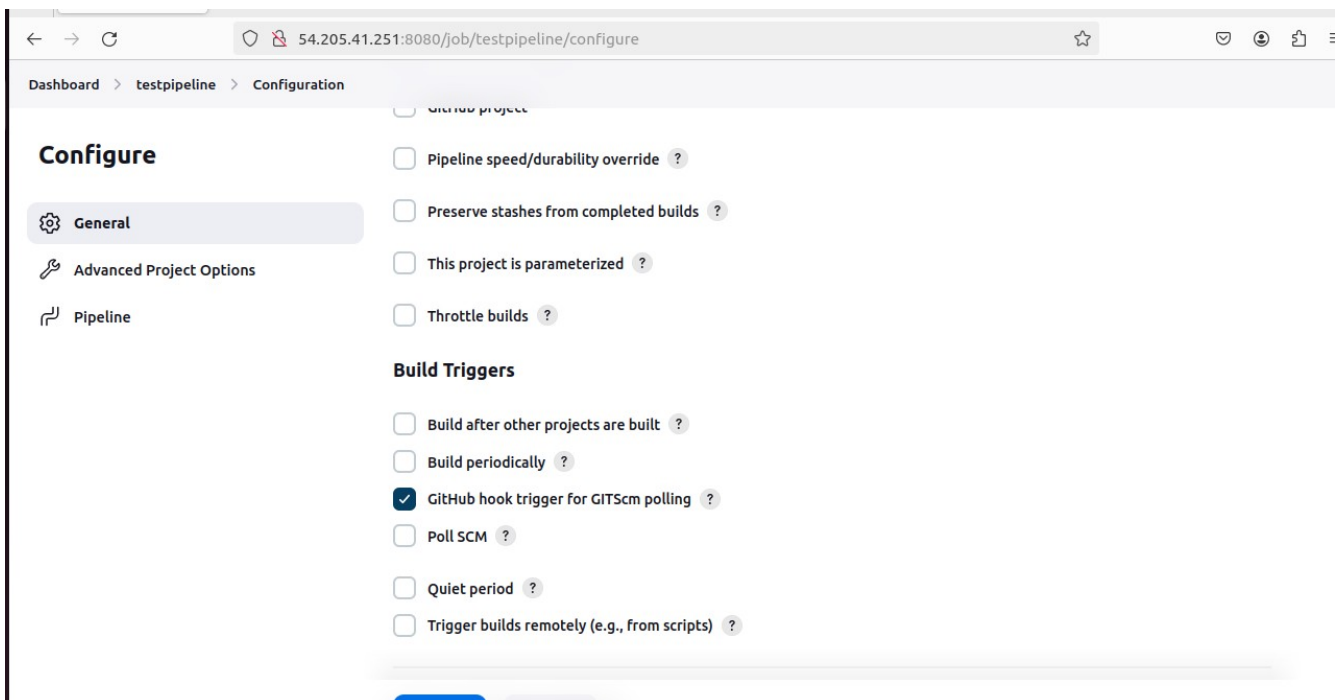 54.205.41.251:8080/job/testpipeline/configure
Dashboard > testpipeline > Configuration
GitHub project
Configure
Pipeline speed/durability override ?
Preserve stashes from completed builds ?
General
Advanced Project Options
This project is parameterized ?
Pipeline
Throttle builds ?
Build Triggers
Build after other projects are built ?
Build periodically ?
GitHub hook trigger for GITScm polling ?
Poll SCM ?
Quiet period ?
Trigger builds remotely (e.g., from scripts) ?